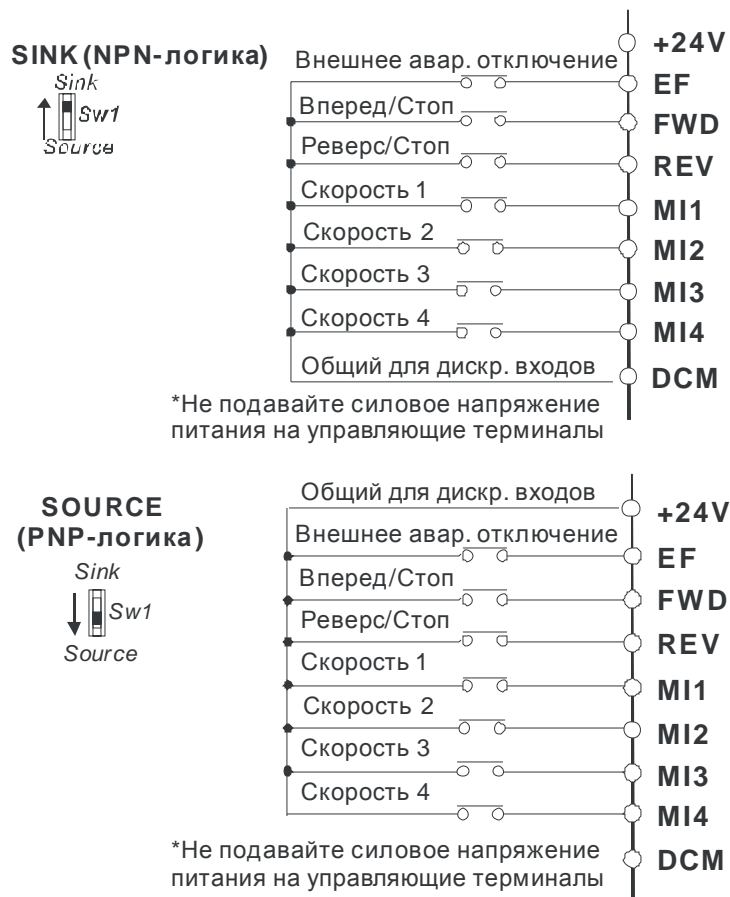 SINK (NPN-логика)
Sink
Sw1
Source
Внешнее авар. отключение
Вперед/Стоп
Реверс/Стоп
Скорость 1
Скорость 2
Скорость 3
Скорость 4
Общий для дискр. входов
+24V
EF
FWD
REV
MI1
MI2
MI3
MI4
DCM
*Не подавайте силовое напряжение
питания на управляющие терминалы
SOURCE
(PNP-логика)
Sink
Sw1
Source
Общий для дискр. входов
Внешнее авар. отключение
Вперед/Стоп
Реверс/Стоп
Скорость 1
Скорость 2
Скорость 3
Скорость 4
+24V
EF
FWD
REV
MI1
MI2
MI3
MI4
DCM
*Не подавайте силовое напряжение
питания на управляющие терминалы